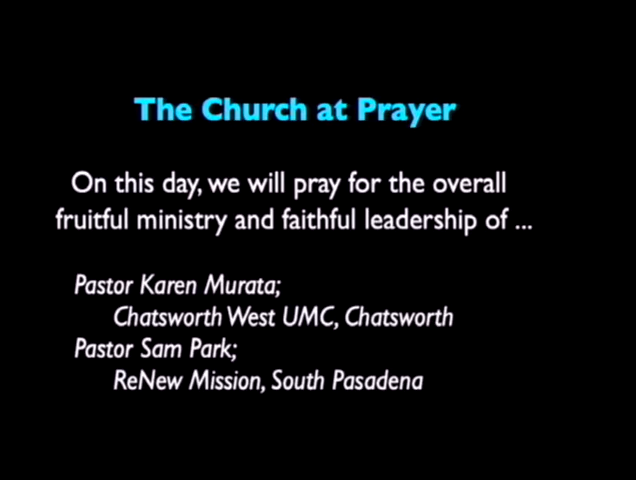 The Church at Prayer
On this day, we will pray for the overall
fruitful ministry and faithful leadership of ...
Pastor Karen Murata;
Chatsworth West UMC, Chatsworth
Pastor Sam Park;
ReNew Mission, South Pasadena